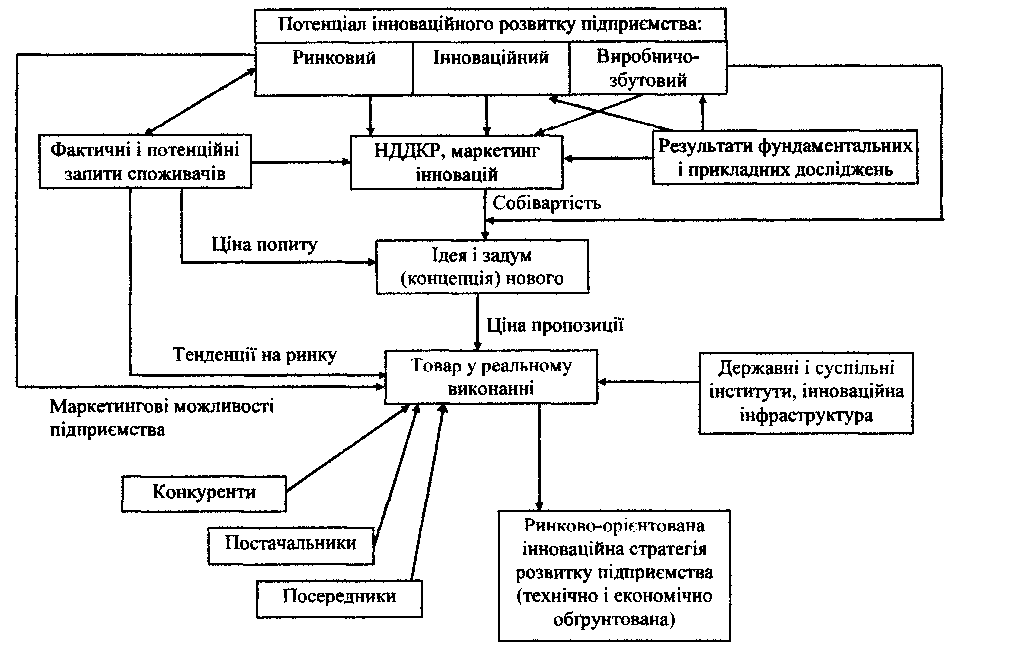 Потенціал інноваційного розвитку підприємства:
Ринковий
Інноваційний
Виробничо-
збутовий
Фактичні і потенційні
запити споживачів
НДДКР, маркетинг
інновацій
Результати фундаментальних
і прикладних досліджень
Собівартість
Ціна попиту
Ідея і задум
(концепція) нового
Ціна пропозиції
Тенденції на ринку
Товар у реальному
виконанні
Державні і суспільні
інститути, інноваційна
інфраструктура
Маркетингові можливості
підприємства
Конкуренти
Постачальники
Посередники
Ринково-орієнтована
інноваційна стратегія
розвитку підприємства
(технічно і економічно
обґрунтована)